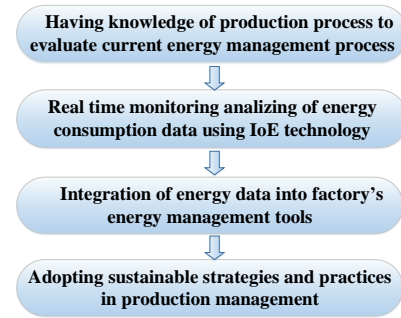 Having knowledge of production process to
evaluate current energy management process
Real time monitoring analizing of energy
consumption data using IoE technology
Integration of energy data into factory's
energy management tools
Adopting sustainable strategies and practices
in production management